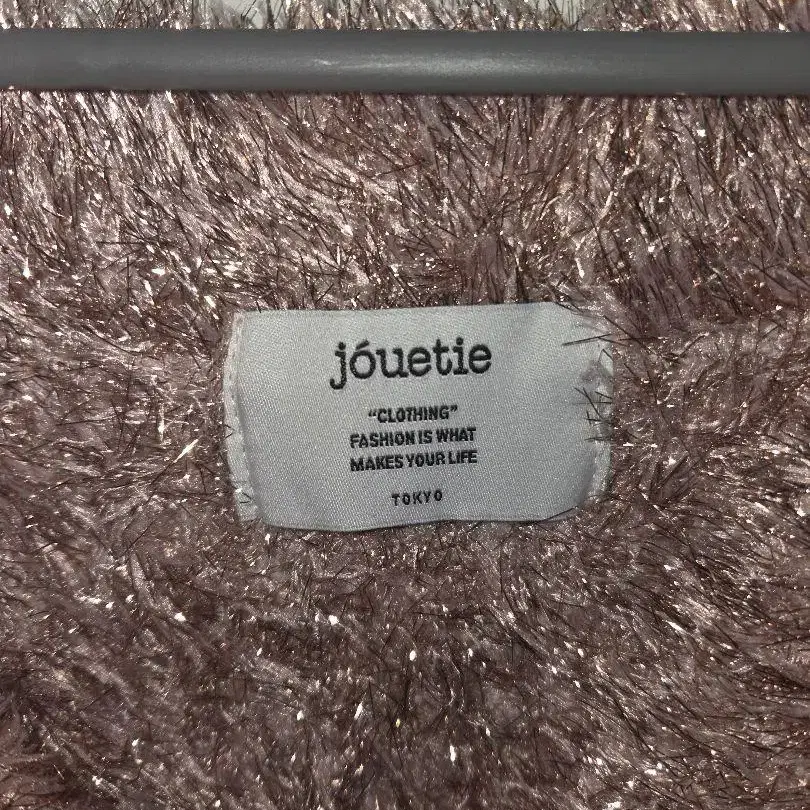 jóuetie
“CLOTHING”
FASHION IS WHAT
MAKES YOUR LIFE
TOKYO